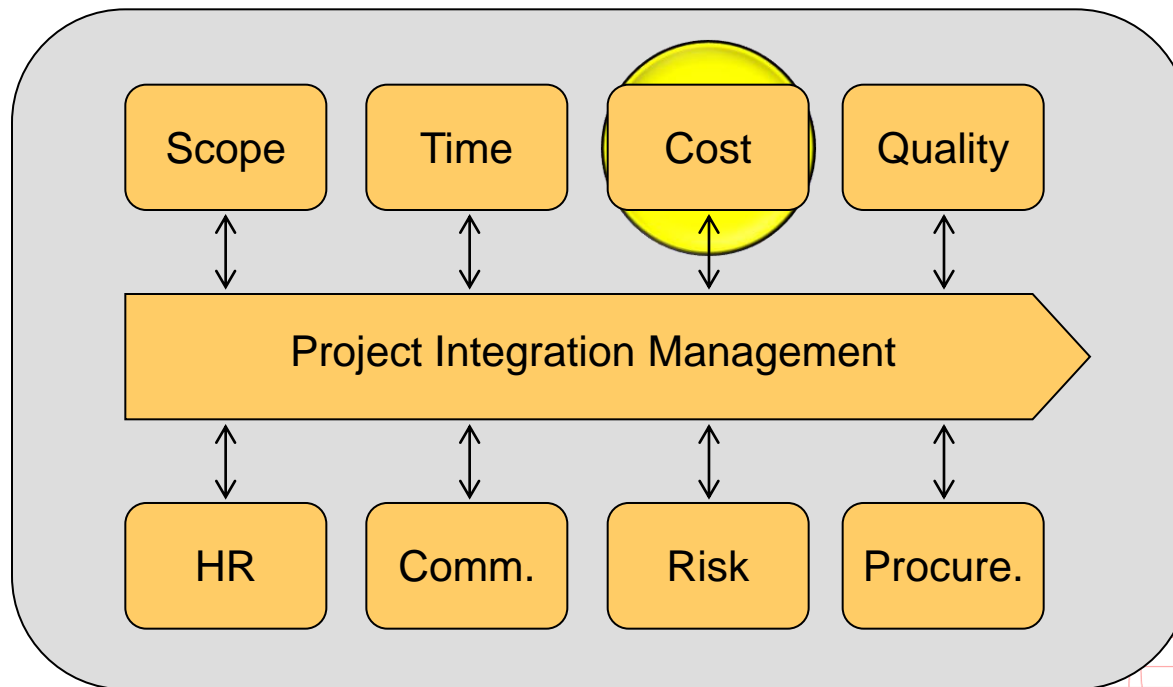 Scope
Time
Cost
Quality
Project Integration Management
HR
Comm.
Risk
Procure.